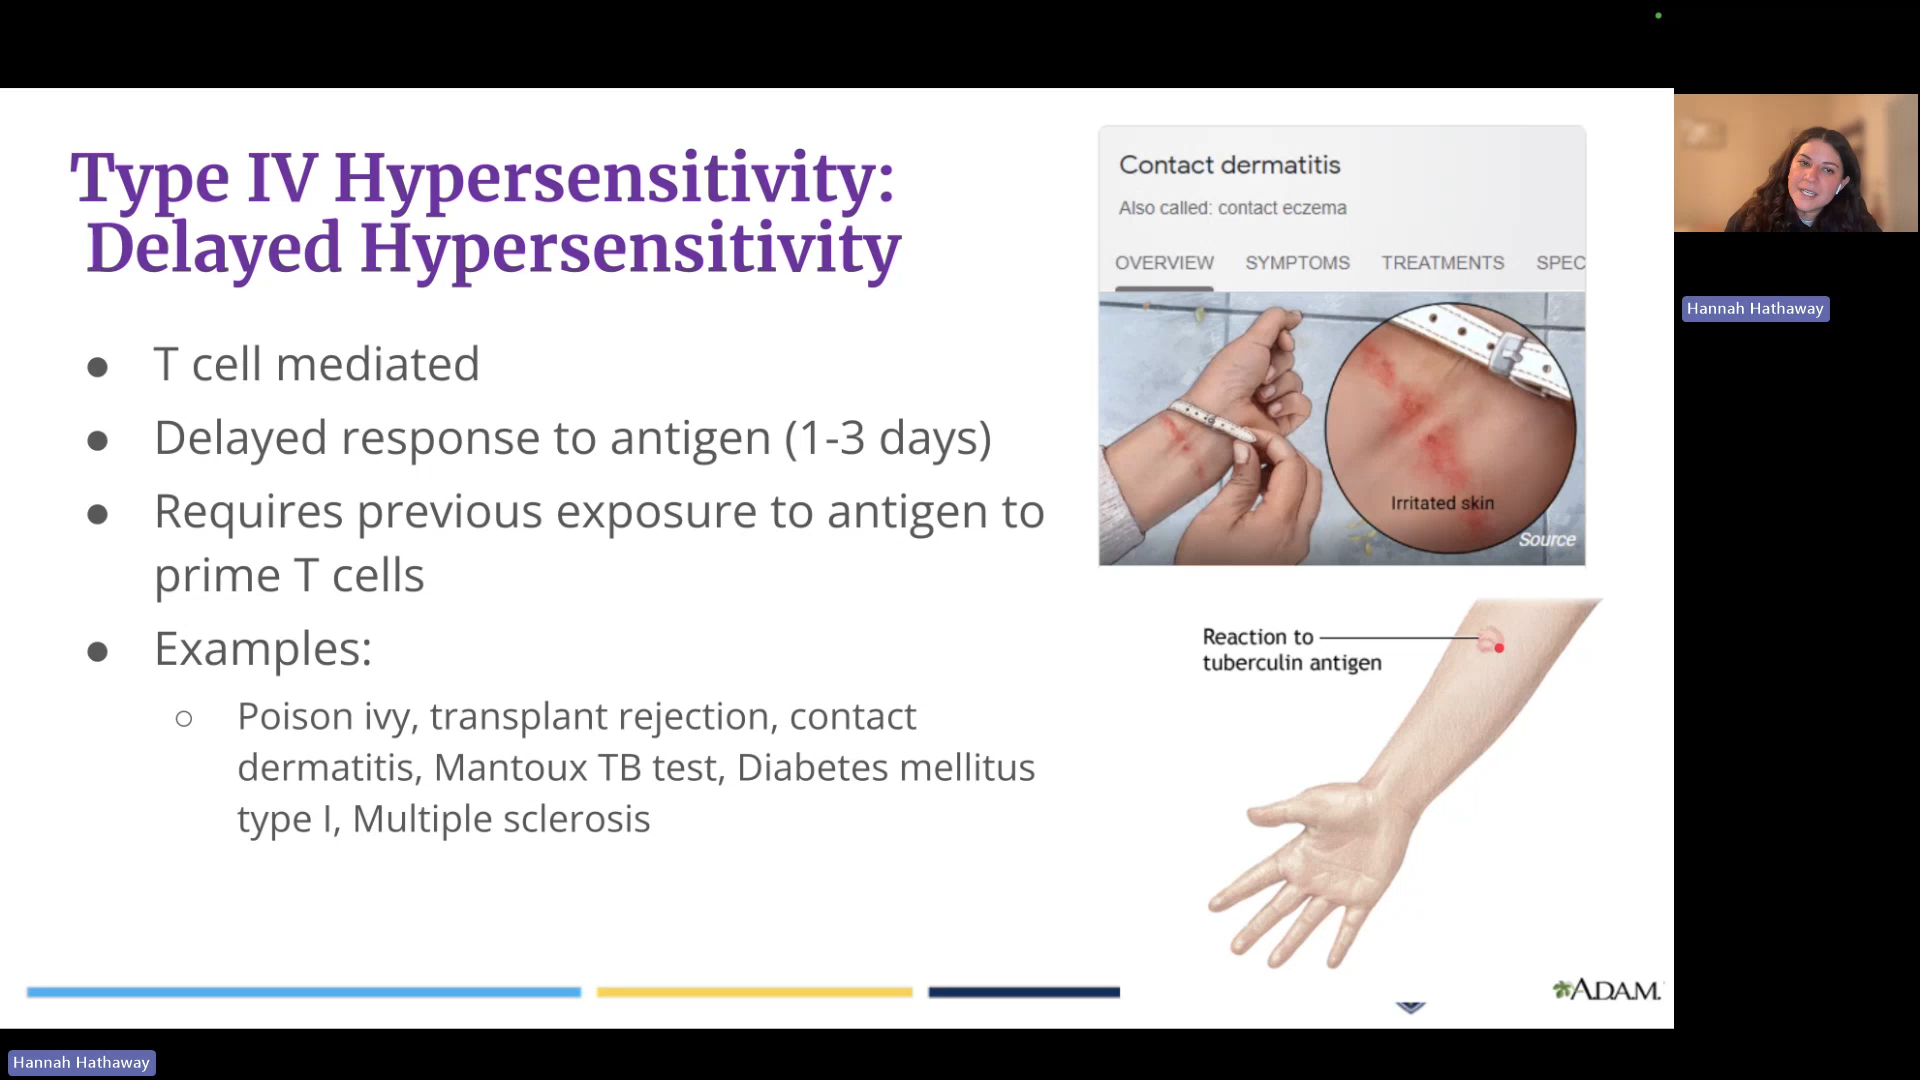 Type IV Hypersensitivity:
Delayed Hypersensitivity
● T cell mediated
● Delayed response to antigen (1-3 days)
● Requires previous exposure to antigen to
prime T cells
● Examples:
○ Poison ivy, transplant rejection, contact
dermatitis, Mantoux TB test, Diabetes mellitus
type I, Multiple sclerosis
Contact dermatitis
Also called: contact eczema
OVERVIEW SYMPTOMS TREATMENTS SPEC
Irritated skin
Source
Reaction to
tuberculin antigen
A.D.A.M.
Hannah Hathaway
Hannah Hathaway